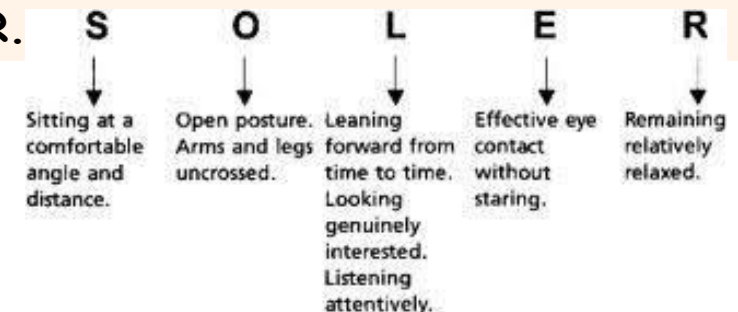 R.
S O L E R
Sitting at a
comfortable
angle and
distance.
Open posture.
Arms and legs
uncrossed.
Leaning
forward from
time to time.
Looking
genuinely
interested.
Listening
attentively.
Effective eye
contact
without
staring.
Remaining
relatively
relaxed.